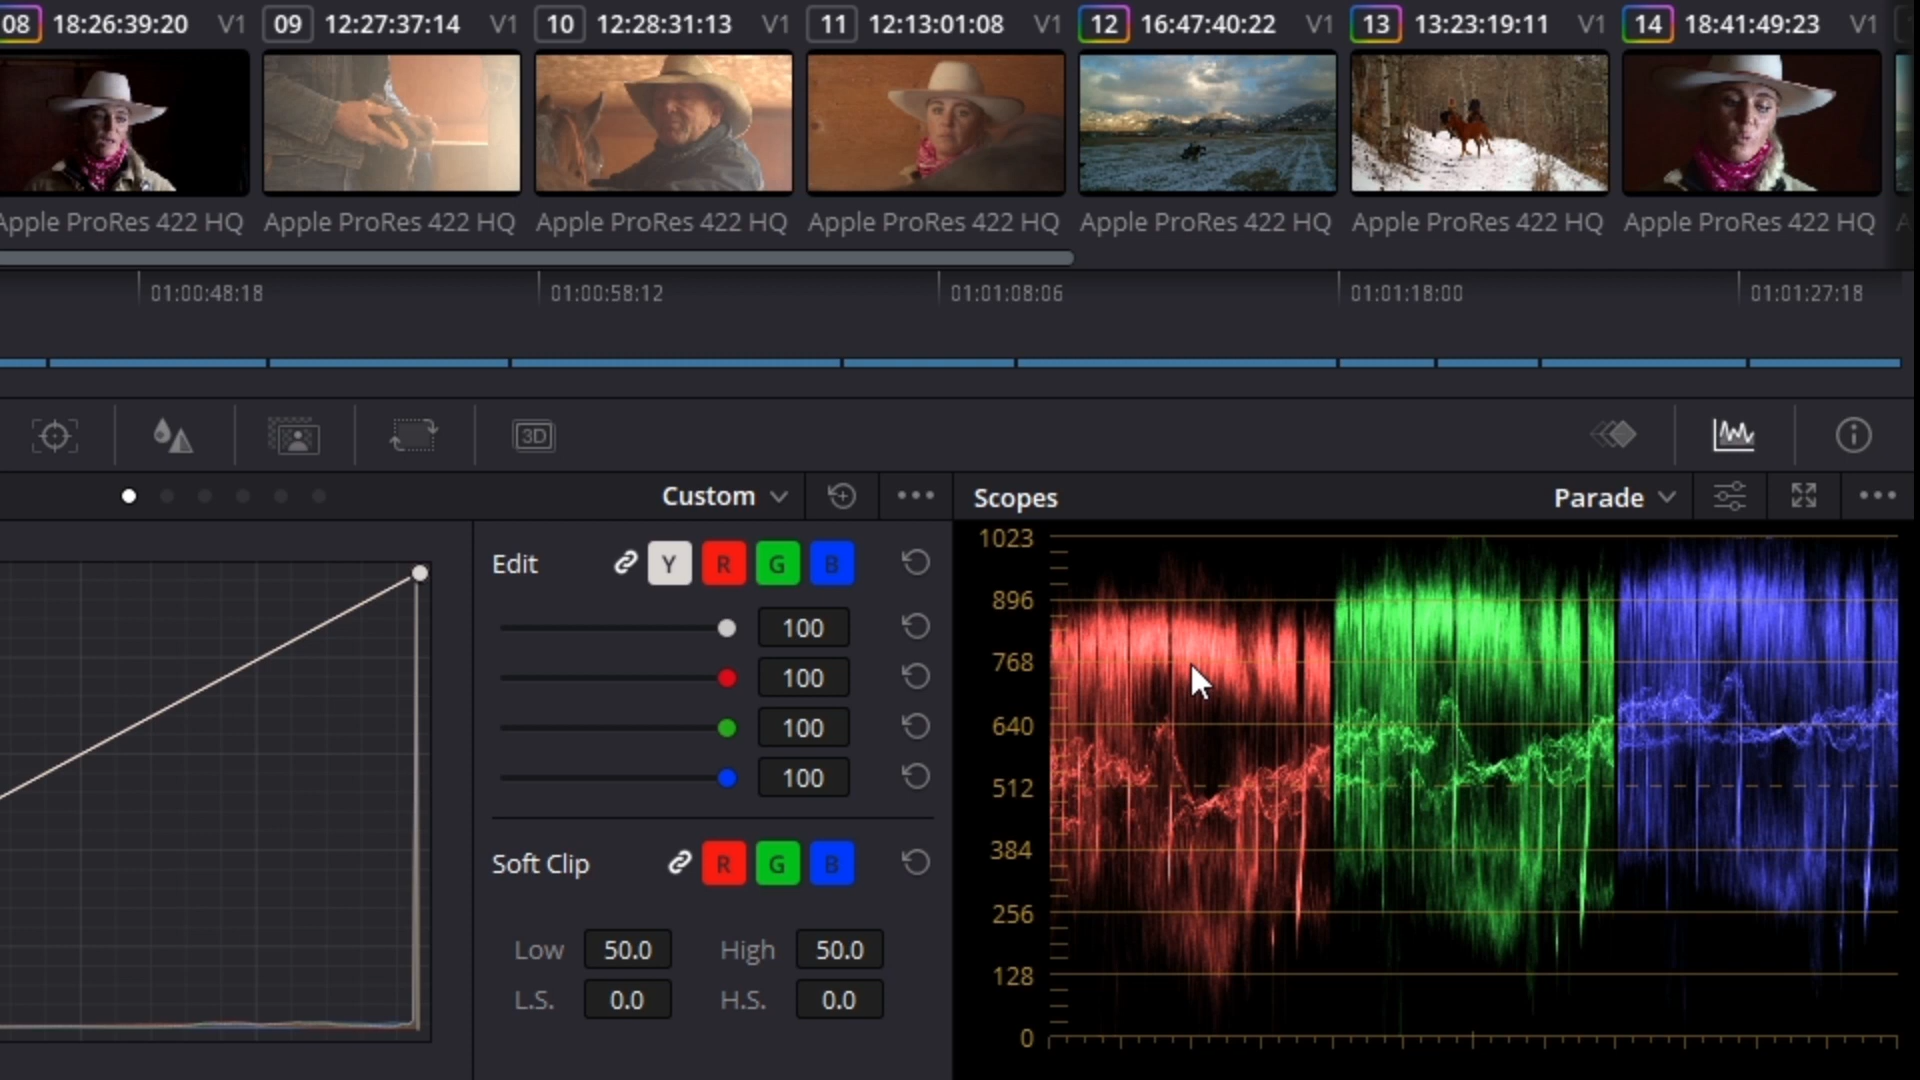 08 18:26:39:20 V1 09 12:27:37:14 V1 10 12:28:31:13 V1 11 12:13:01:08 V1 12 16:47:40:22 V1 13 13:23:19:11 V1 14 18:41:49:23 V1
Apple ProRes 422 HQ Apple ProRes 422 HQ Apple ProRes 422 HQ Apple ProRes 422 HQ Apple ProRes 422 HQ Apple ProRes 422 HQ Apple ProRes 422 HQ A
01:00:48:18 01:00:58:12 01:01:08:06 01:01:18:00 01:01:27:18
3D
Custom
Scopes Parade
Edit Y R G B
100
100
100
100
Soft Clip R G B
Low 50.0 High 50.0
L.S. 0.0 H.S. 0.0
1023
896
768
640
512
384
256
128
0